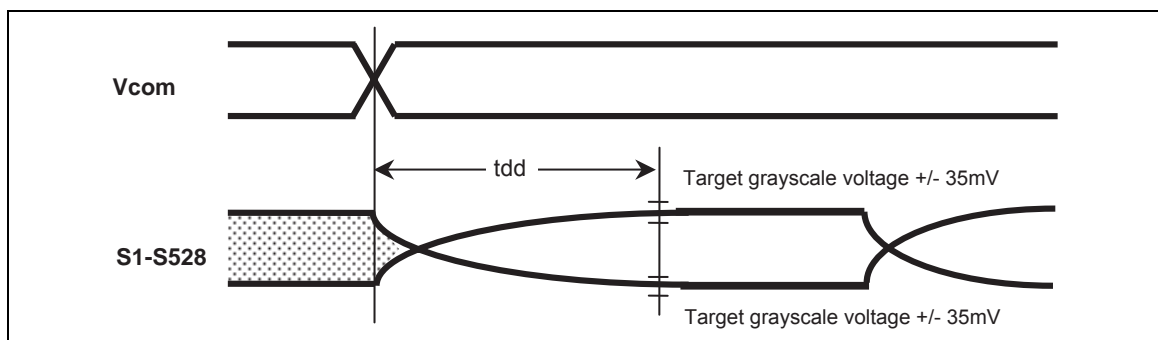 Vcom
tdd
Target grayscale voltage +/- 35mV
S1-S528
Target grayscale voltage +/- 35mV